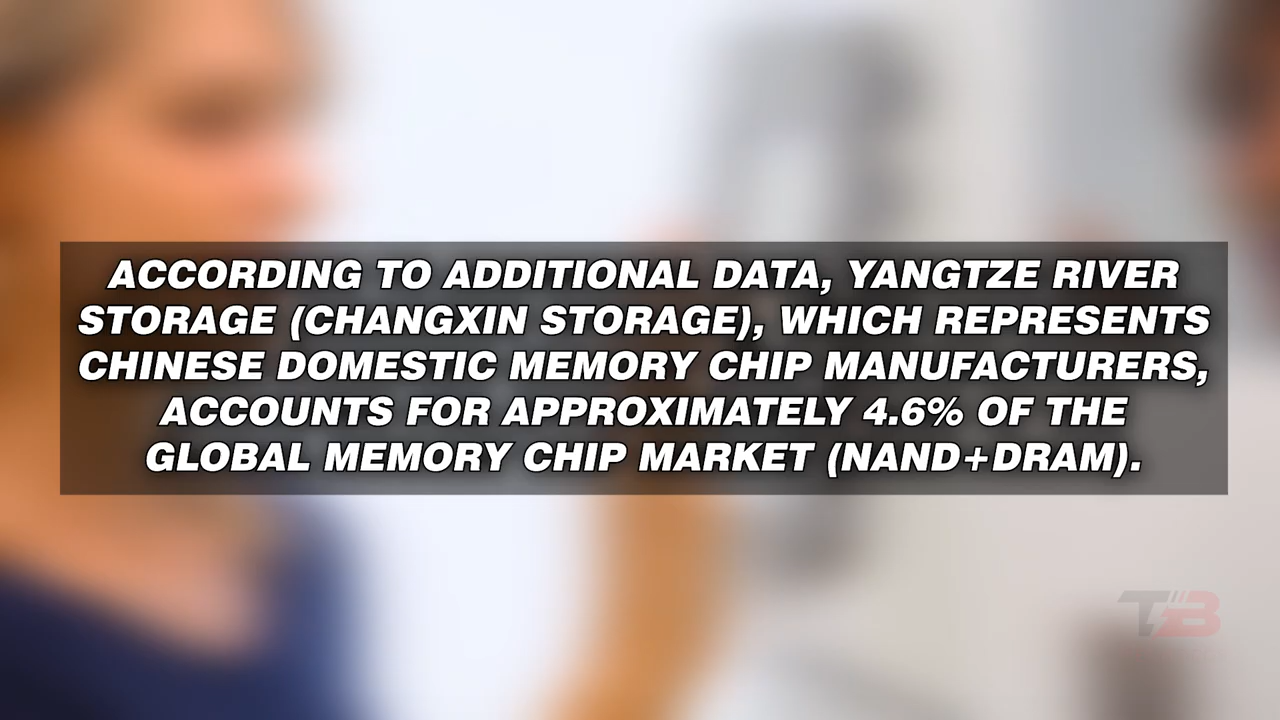 ACCORDING TO ADDITIONAL DATA, YANGTZE RIVER
STORAGE (CHANGXIN STORAGE), WHICH REPRESENTS
CHINESE DOMESTIC MEMORY CHIP MANUFACTURERS,
ACCOUNTS FOR APPROXIMATELY 4.6% OF THE
GLOBAL MEMORY CHIP MARKET (NAND+DRAM).
TB